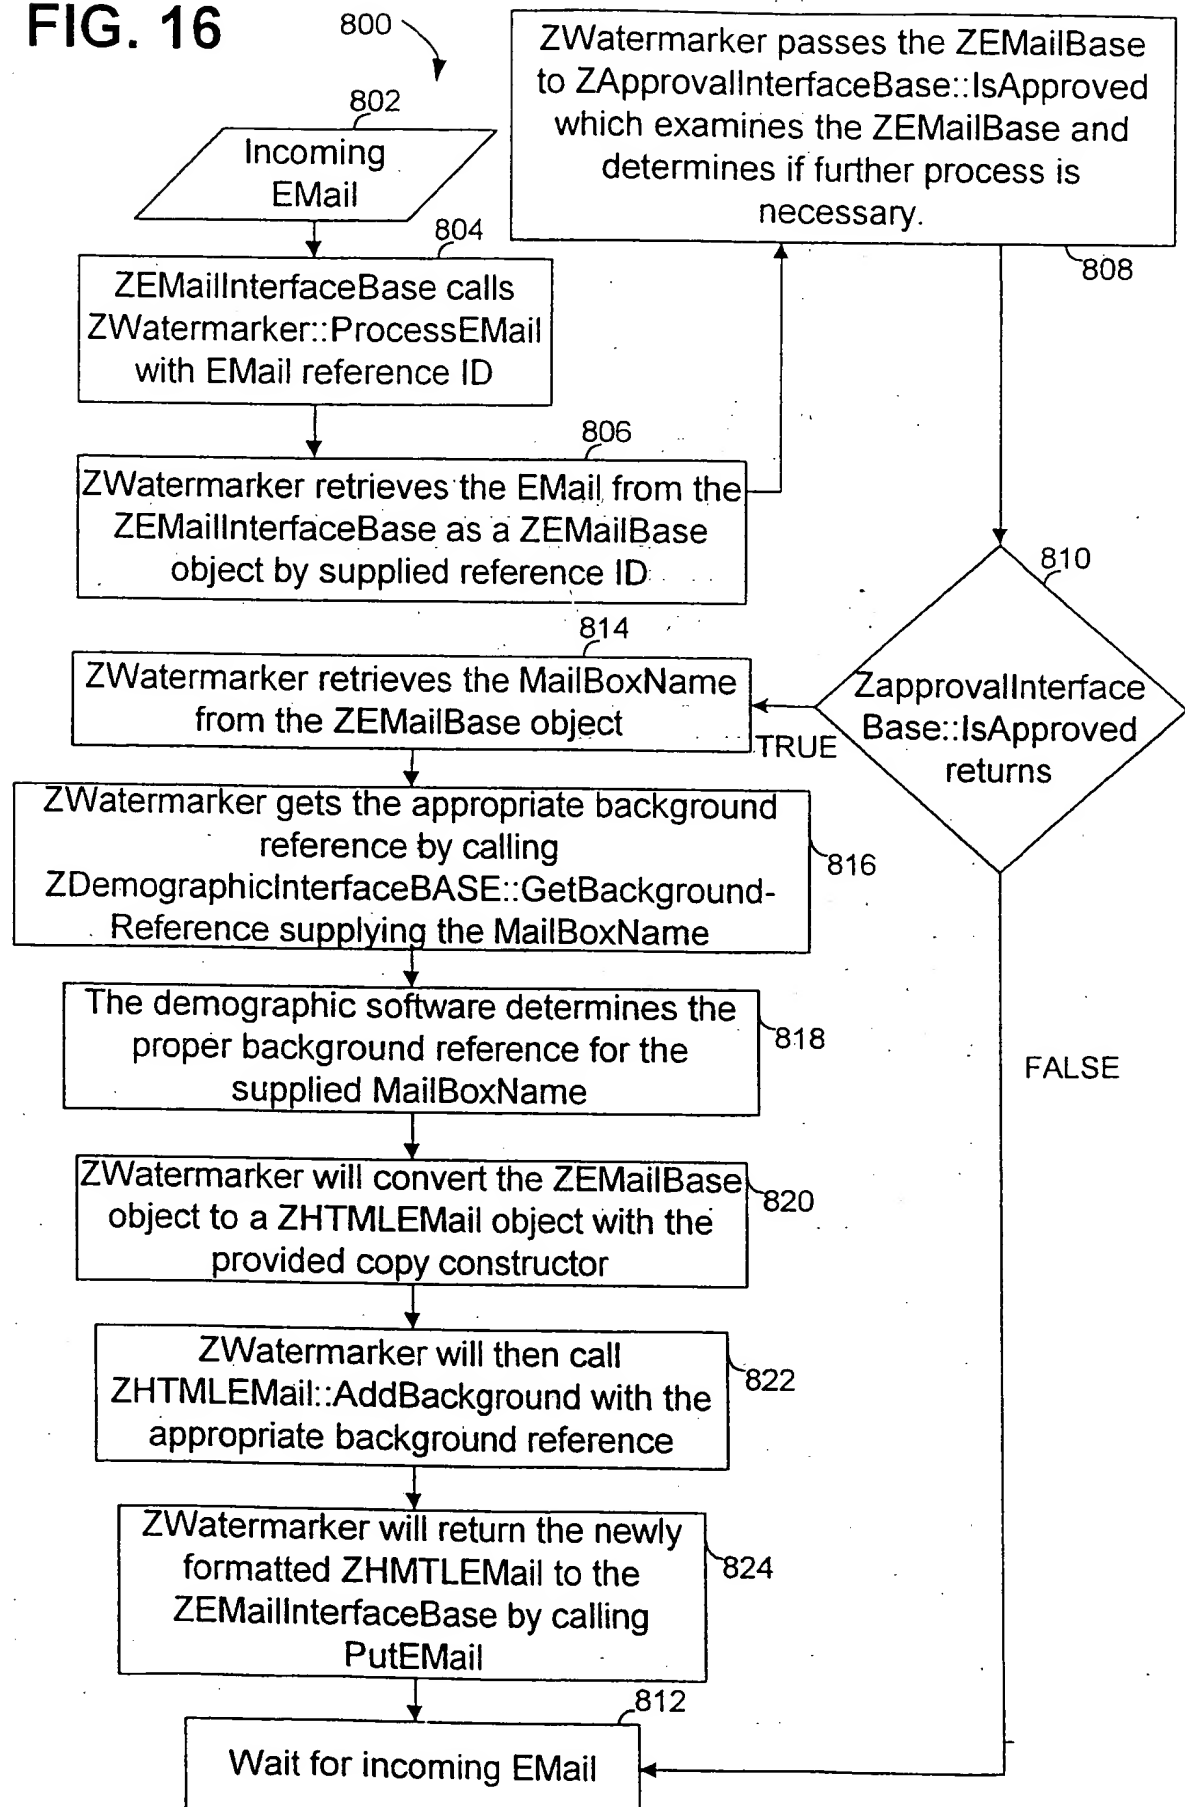 FIG. 16
800
802
Incoming
EMail
804
ZEMailInterfaceBase calls
ZWatermarker::ProcessEMail
with EMail reference ID
806
ZWatermarker retrieves the EMail from the
ZEMailInterfaceBase as a ZEMailBase
object by supplied reference ID
ZWatermarker passes the ZEMailBase
to ZApprovalInterfaceBase::IsApproved
which examines the ZEMailBase and
determines if further process is
necessary.
808
810
ZapprovalInterface
Base::IsApproved
returns
TRUE
FALSE
814
ZWatermarker retrieves the MailBoxName
from the ZEMailBase object
ZWatermarker gets the appropriate background
reference by calling
ZDemographicInterfaceBASE::GetBackground-
Reference supplying the MailBoxName
816
The demographic software determines the
proper background reference for the
supplied MailBoxName
818
ZWatermarker will convert the ZEMailBase
object to a ZHTMLEMail object with the
provided copy constructor
820
ZWatermarker will then call
ZHTMLEMail::AddBackground with the
appropriate background reference
822
ZWatermarker will return the newly
formatted ZHMTLEMail to the
ZEMailInterfaceBase by calling
PutEMail
824
812
Wait for incoming EMail